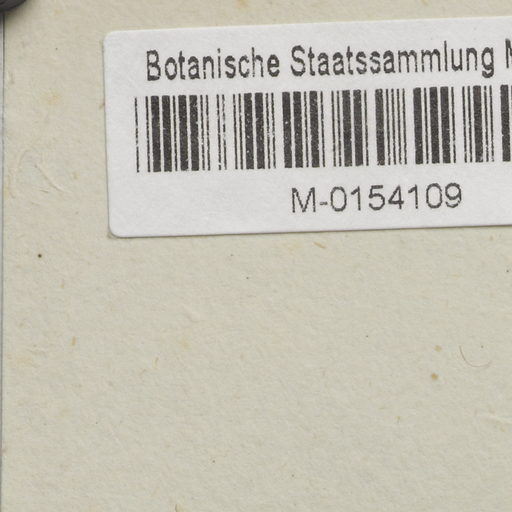 Botanische Staatssammlung
M-0154109